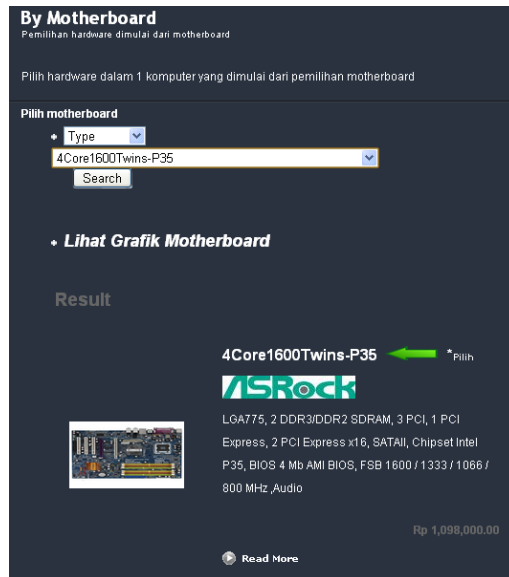 By Motherboard
Pemilihan hardware dimulai dari motherboard
Pilih hardware dalam 1 komputer yang dimulai dari pemilihan motherboard
Pilih motherboard
Type
4Core1600Twins-P35
Search
Lihat Grafik Motherboard
Result
4Core1600Twins-P35 *Pilih
ASRock
LGA775, 2 DDR3/DDR2 SDRAM, 3 PCI, 1 PCI
Express, 2 PCI Express x16, SATAII, Chipset Intel
P35, BIOS 4 Mb AMI BIOS, FSB 1600 / 1333 / 1066 /
800 MHz ,Audio
Rp 1,098,000.00
Read More